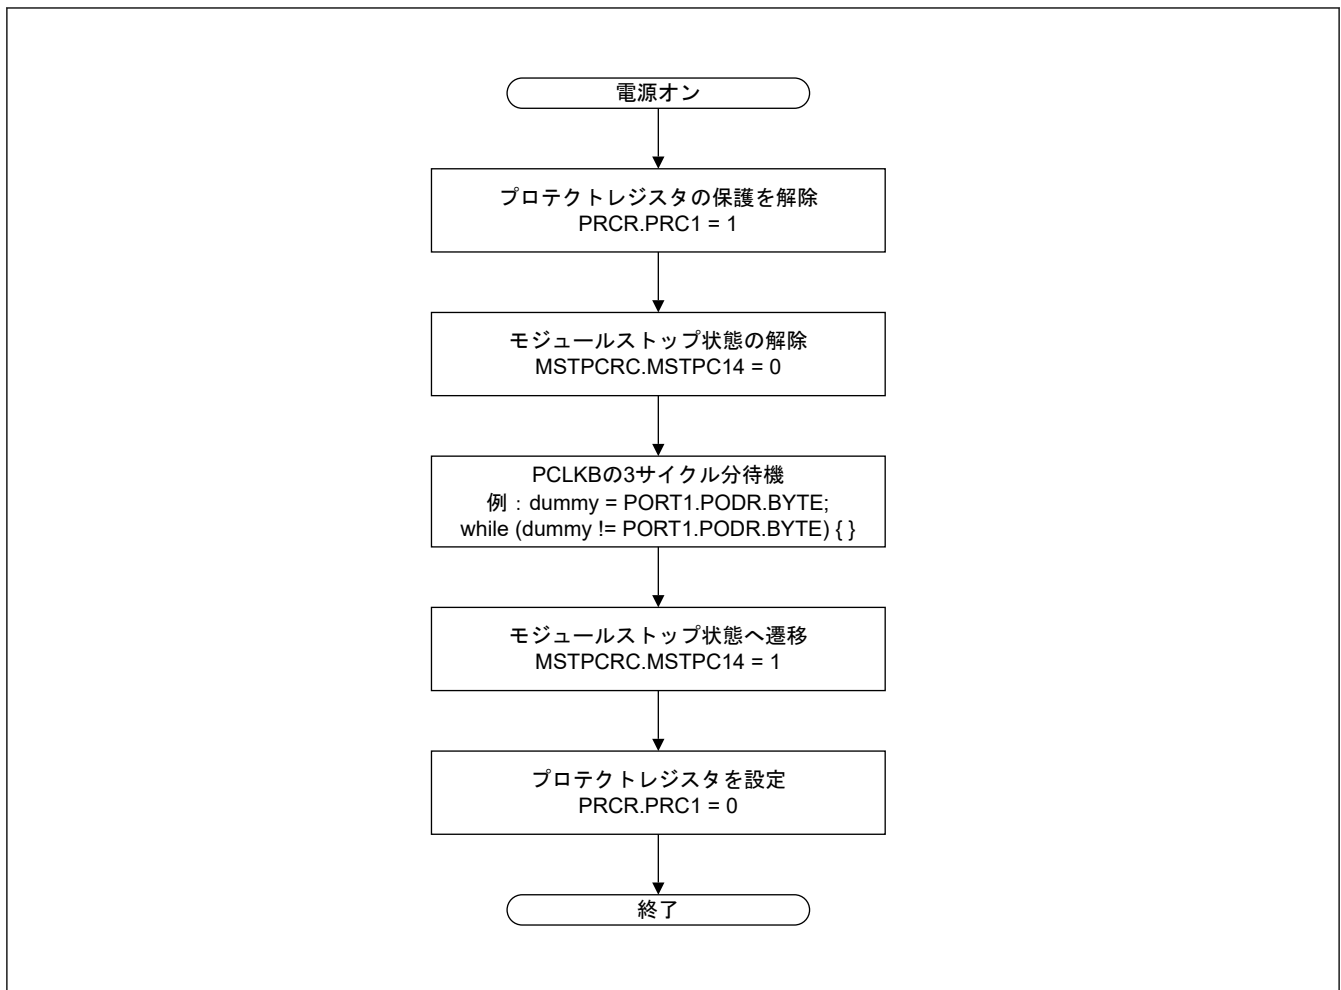 電源オン
プロテクトレジスタの保護を解除
PRCR.PRC1 = 1
モジュールストップ状態の解除
MSTPCRC.MSTPC14 = 0
PCLKBの3サイクル分待機
例：dummy = PORT1.PODR.BYTE;
while (dummy != PORT1.PODR.BYTE) { }
モジュールストップ状態へ遷移
MSTPCRC.MSTPC14 = 1
プロテクトレジスタを設定
PRCR.PRC1 = 0
終了